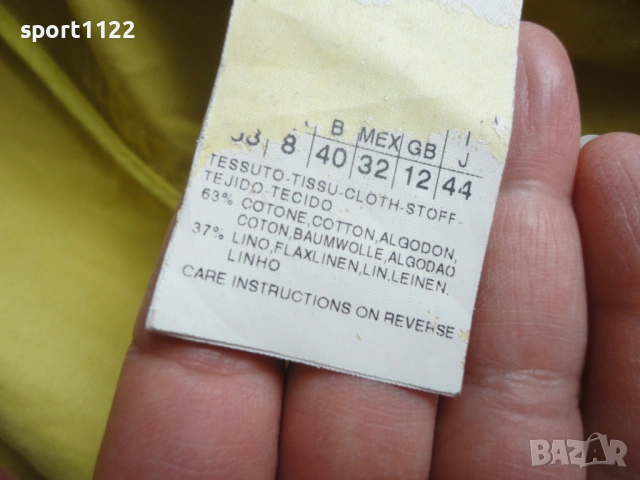 sport1122
B MEX GB I
8 40 32 12 44
J
TESSUTO-TISSU-CLOTH-STOFF-
TEJIDO-TECIDO
63% COTONE,COTTON,ALGODON,
COTON,BAUMWOLLE,ALGODAO
37% LINO,FLAXLINEN,LIN,LEINEN,
LINHO
CARE INSTRUCTIONS ON REVERSE
BAZAR